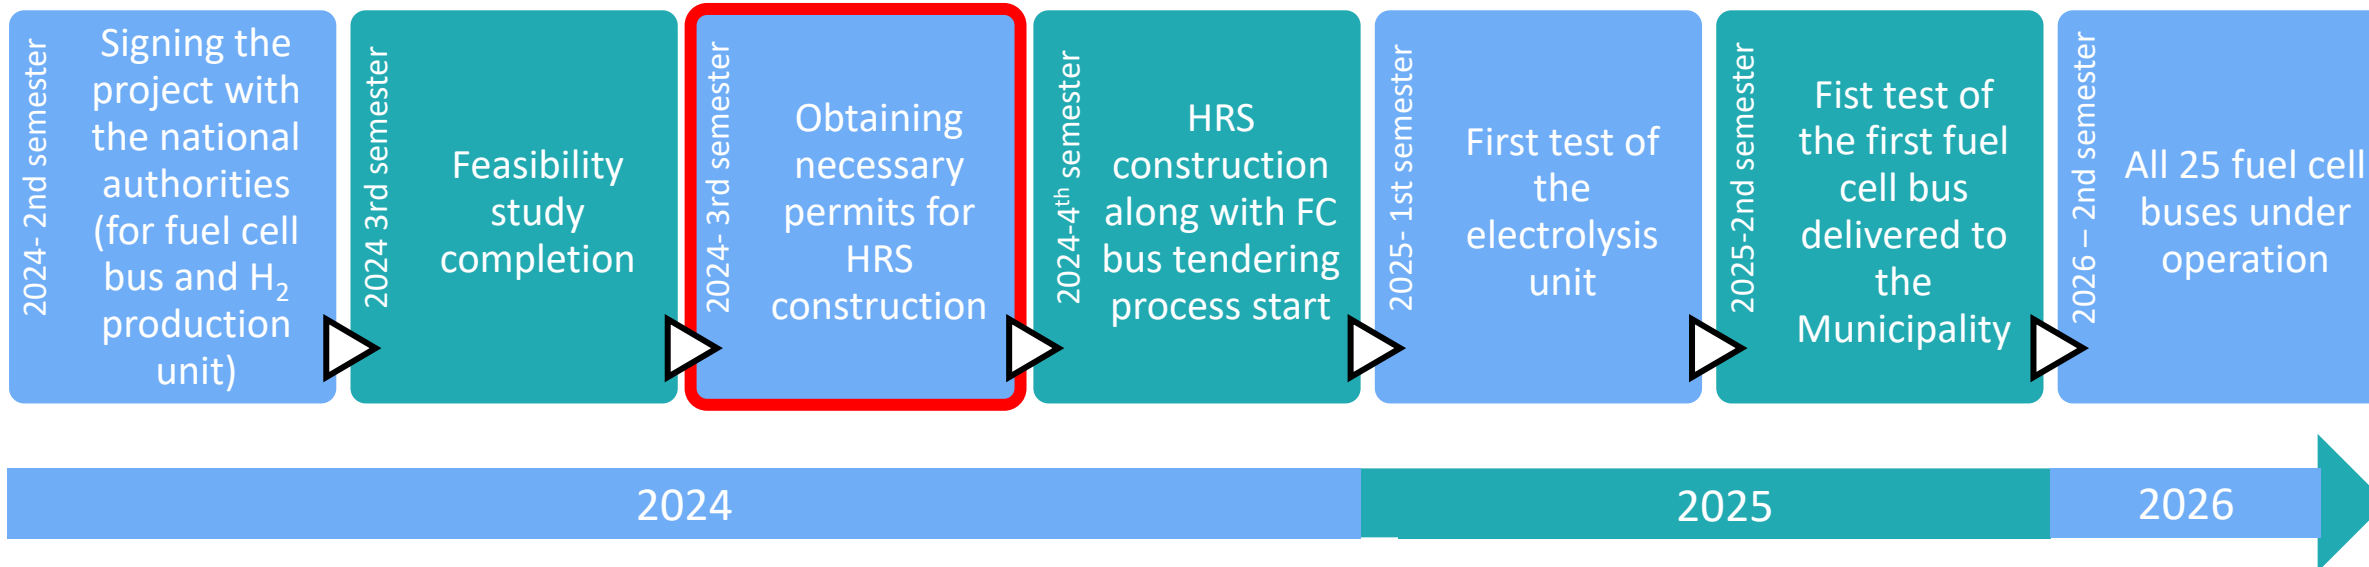 2024- 2nd semester
Signing the
project with
the national
authorities
(for fuel cell
bus and H₂
production
unit)
2024 3rd semester
Feasibility
study
completion
2024- 3rd semester
Obtaining
necessary
permits for
HRS
construction
2024-4ᵗʰ semester
HRS
construction
along with FC
bus tendering
process start
2025- 1st semester
First test of
the
electrolysis
unit
2025-2nd semester
Fist test of
the first fuel
cell bus
delivered to
the
Municipality
2026 – 2nd semester
All 25 fuel cell
buses under
operation
2024
2025
2026